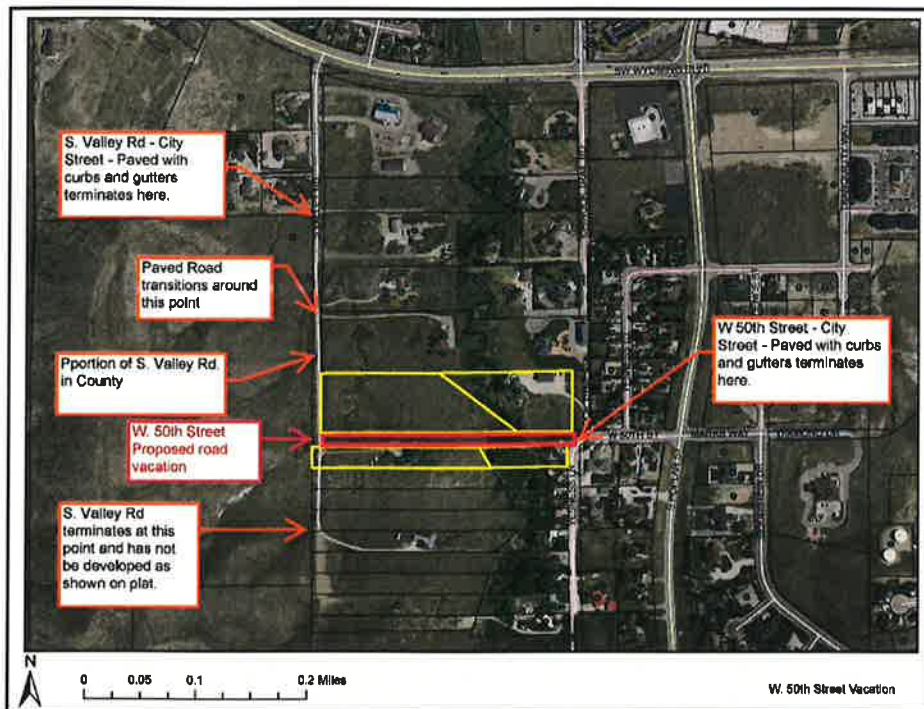 SW WYOMING BLVD
S. Valley Rd - City
Street - Paved with
curbs and gutters
terminates here.
Paved Road
transitions around
this point
Pportion of S. Valley Rd.
in County
W 50th Street - City
Street - Paved with curbs
and gutters terminates
here.
W. 50th Street
Proposed road
vacation
W 50TH ST
S. Valley Rd
terminates at this
point and has not
be developed as
shown on plat.
N
0 0.05 0.1 0.2 Miles
W. 50th Street Vacation